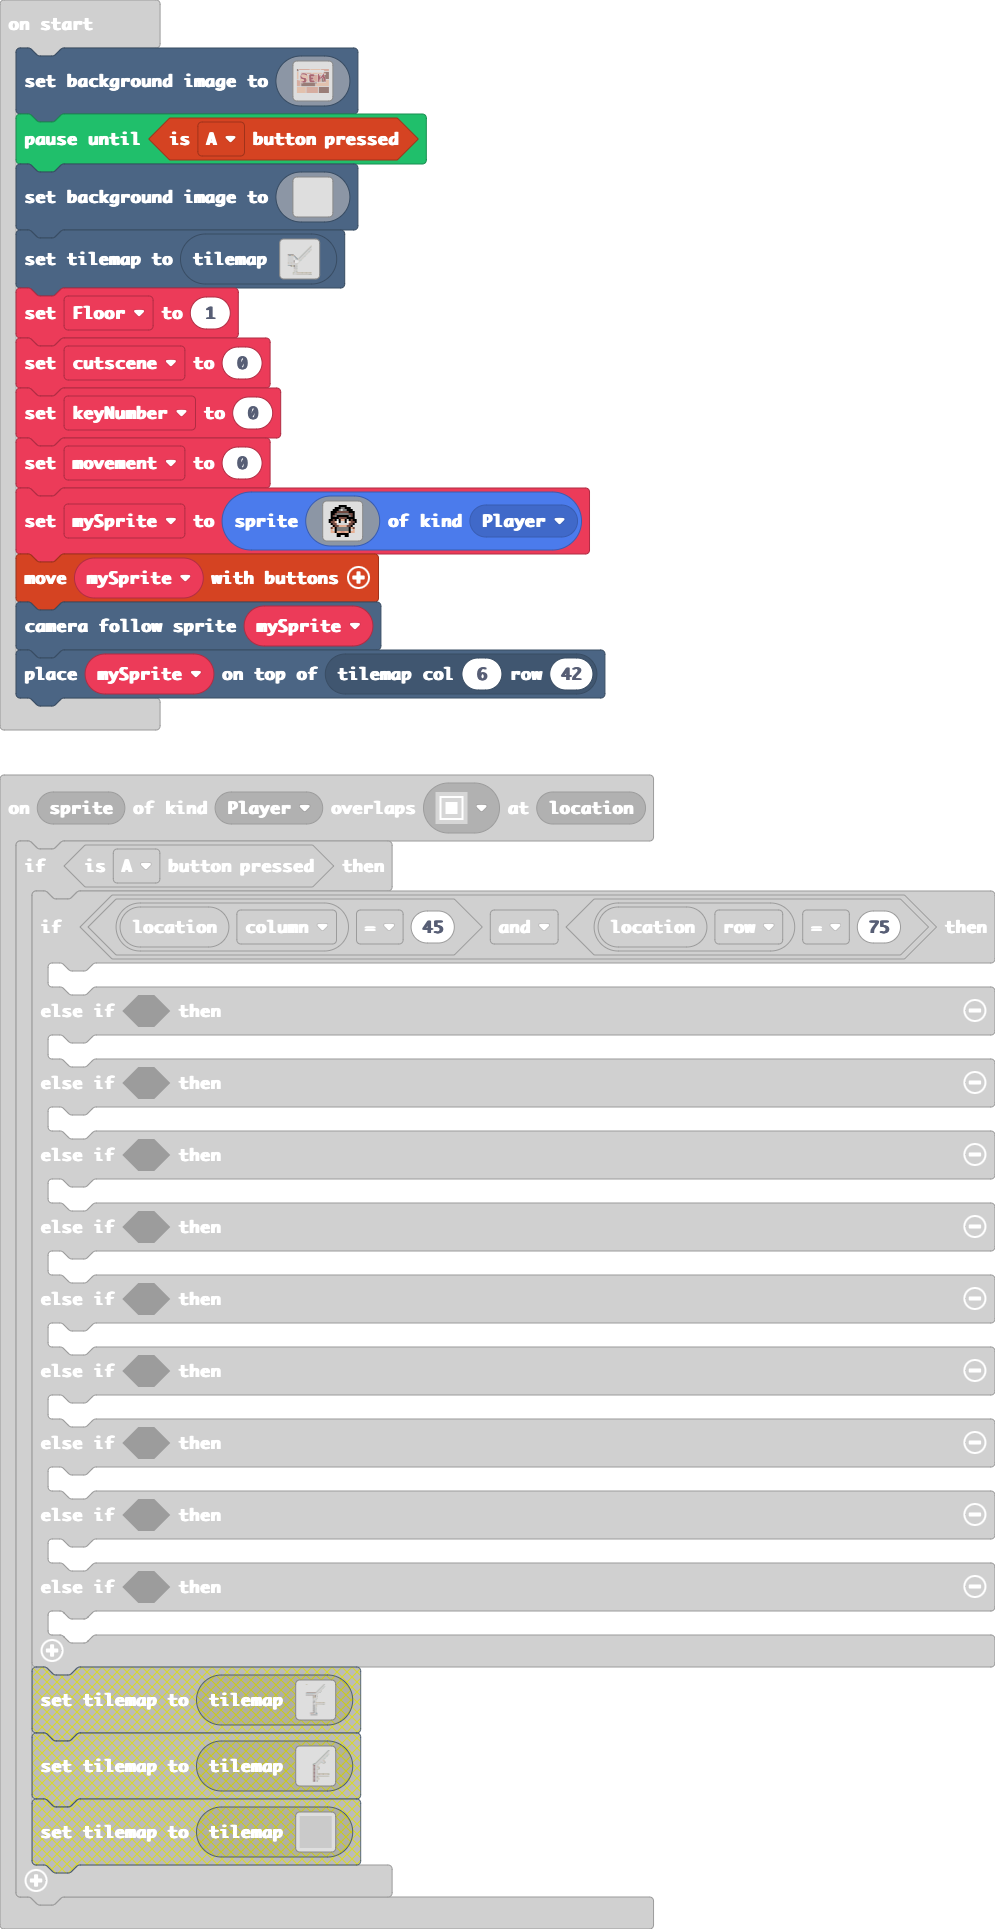 on start
set background image to
pause until is A button pressed
set background image to
set tilemap to tilemap
set Floor to 1
set cutscene to 0
set keyNumber to 0
set movement to 0
set mySprite to sprite of kind Player
move mySprite with buttons
camera follow sprite mySprite
place mySprite on top of tilemap col 6 row 42
on sprite of kind Player overlaps at location
if is A button pressed then
if location column = 45 and location row = 75 then
else if then
else if then
else if then
else if then
else if then
else if then
else if then
else if then
else if then
set tilemap to tilemap
set tilemap to tilemap
set tilemap to tilemap